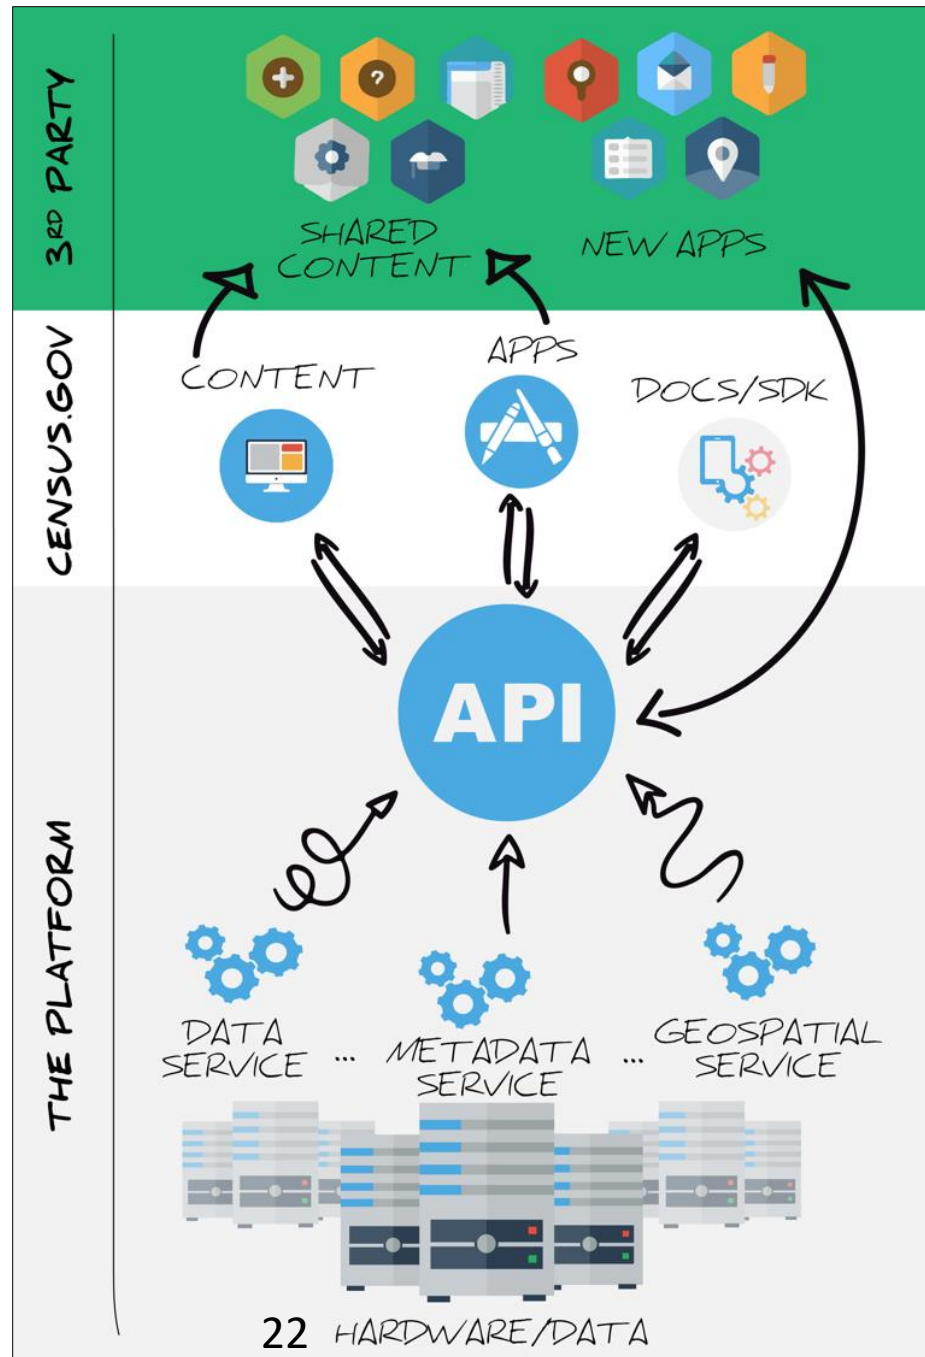 3RD PARTY
SHARED
CONTENT
NEW APPS
CENSUS.GOV
CONTENT
APPS
DOCS/SDK
THE PLATFORM
API
DATA
SERVICE
...
METADATA
SERVICE
...
GEOSPATIAL
SERVICE
22
HARDWARE/DATA